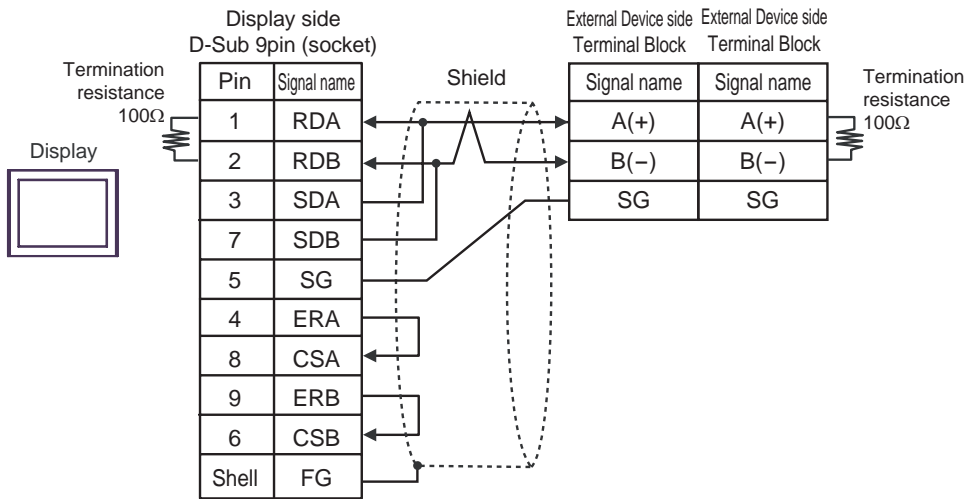 Display side
D-Sub 9pin (socket)
External Device side
Terminal Block
External Device side
Terminal Block
Termination
resistance
100Ω
Display
Shield
Termination
resistance
100Ω
Pin Signal name
1 RDA
2 RDB
3 SDA
7 SDB
5 SG
4 ERA
8 CSA
9 ERB
6 CSB
Shell FG
Signal name Signal name
A(+) A(+)
B(−) B(−)
SG SG